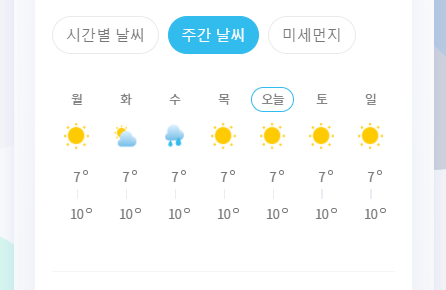 시간별 날씨 주간 날씨 미세먼지
월 화 수 목 오늘 토 일
7° 7° 7° 7° 7° 7° 7°
10° 10° 10° 10° 10° 10° 10°